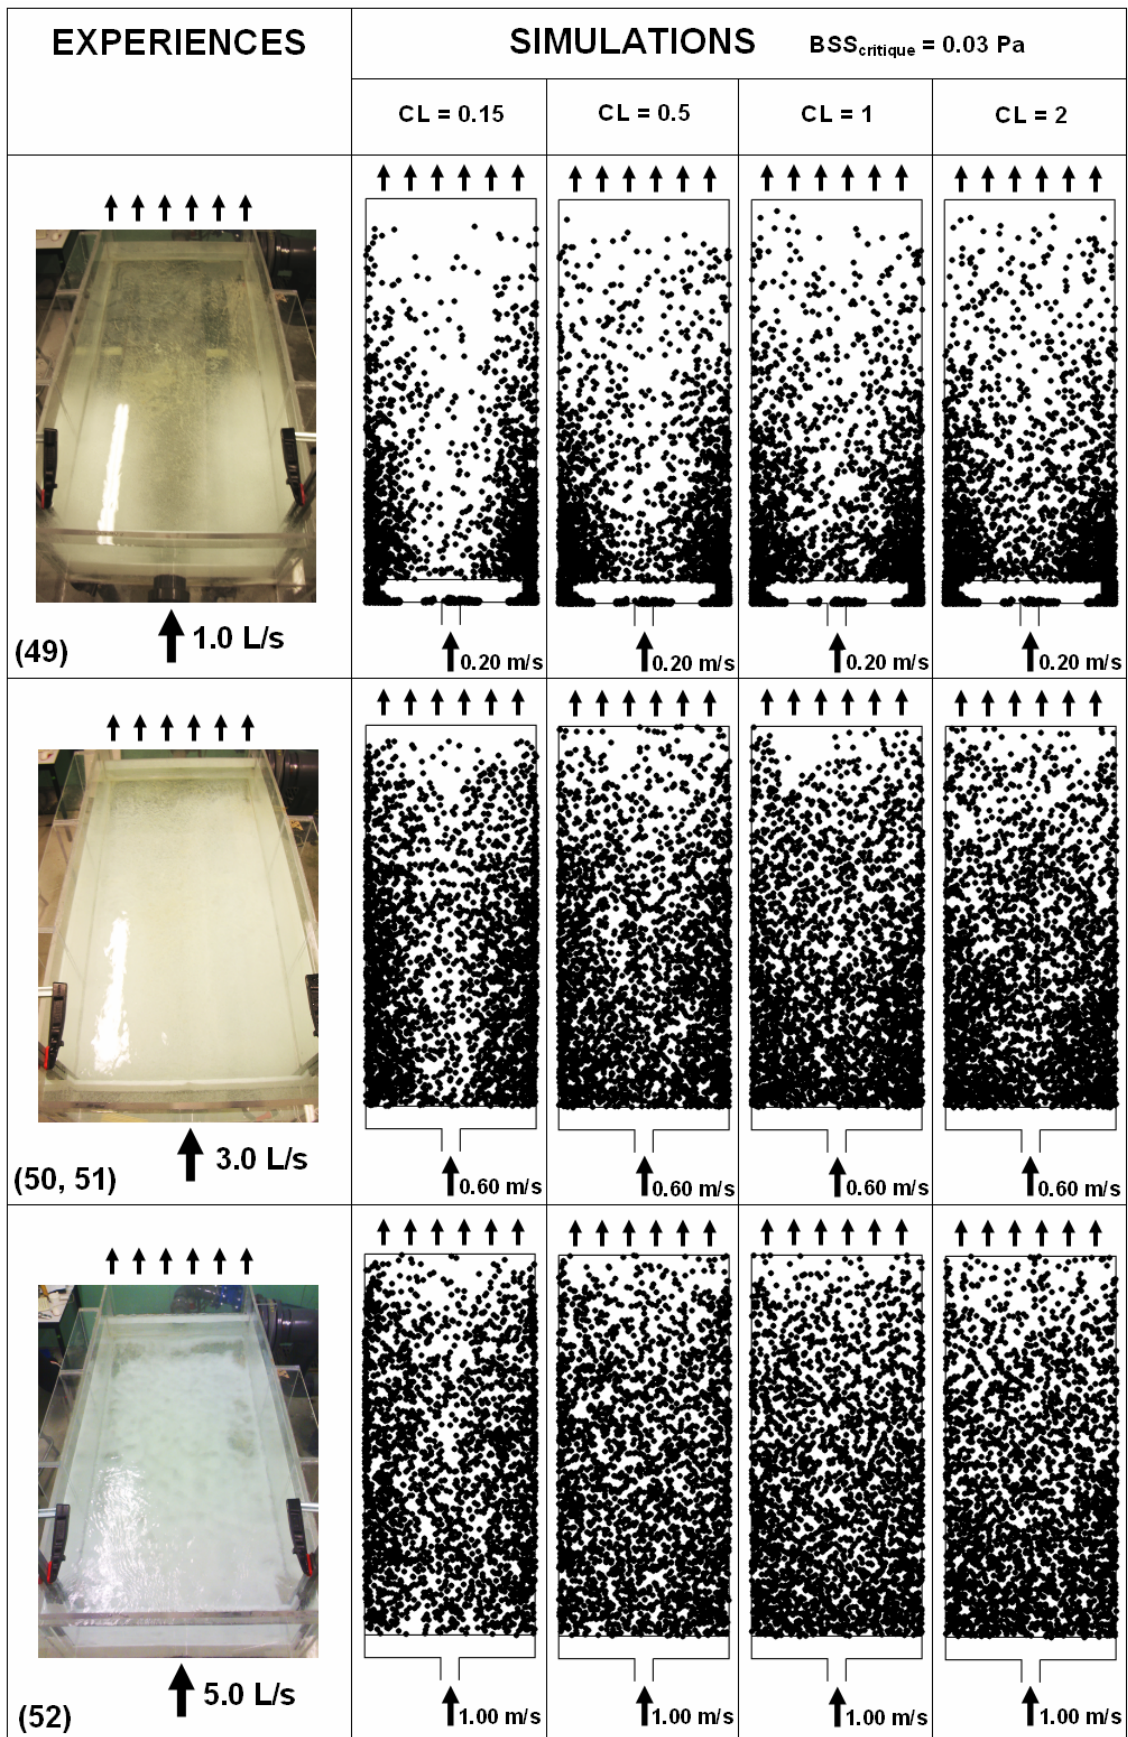 EXPERIENCES
SIMULATIONS BSScritique = 0.03 Pa
CL = 0.15 CL = 0.5 CL = 1 CL = 2
1.0 L/s
(49)
0.20 m/s 0.20 m/s 0.20 m/s 0.20 m/s
3.0 L/s
(50, 51)
0.60 m/s 0.60 m/s 0.60 m/s 0.60 m/s
5.0 L/s
(52)
1.00 m/s 1.00 m/s 1.00 m/s 1.00 m/s